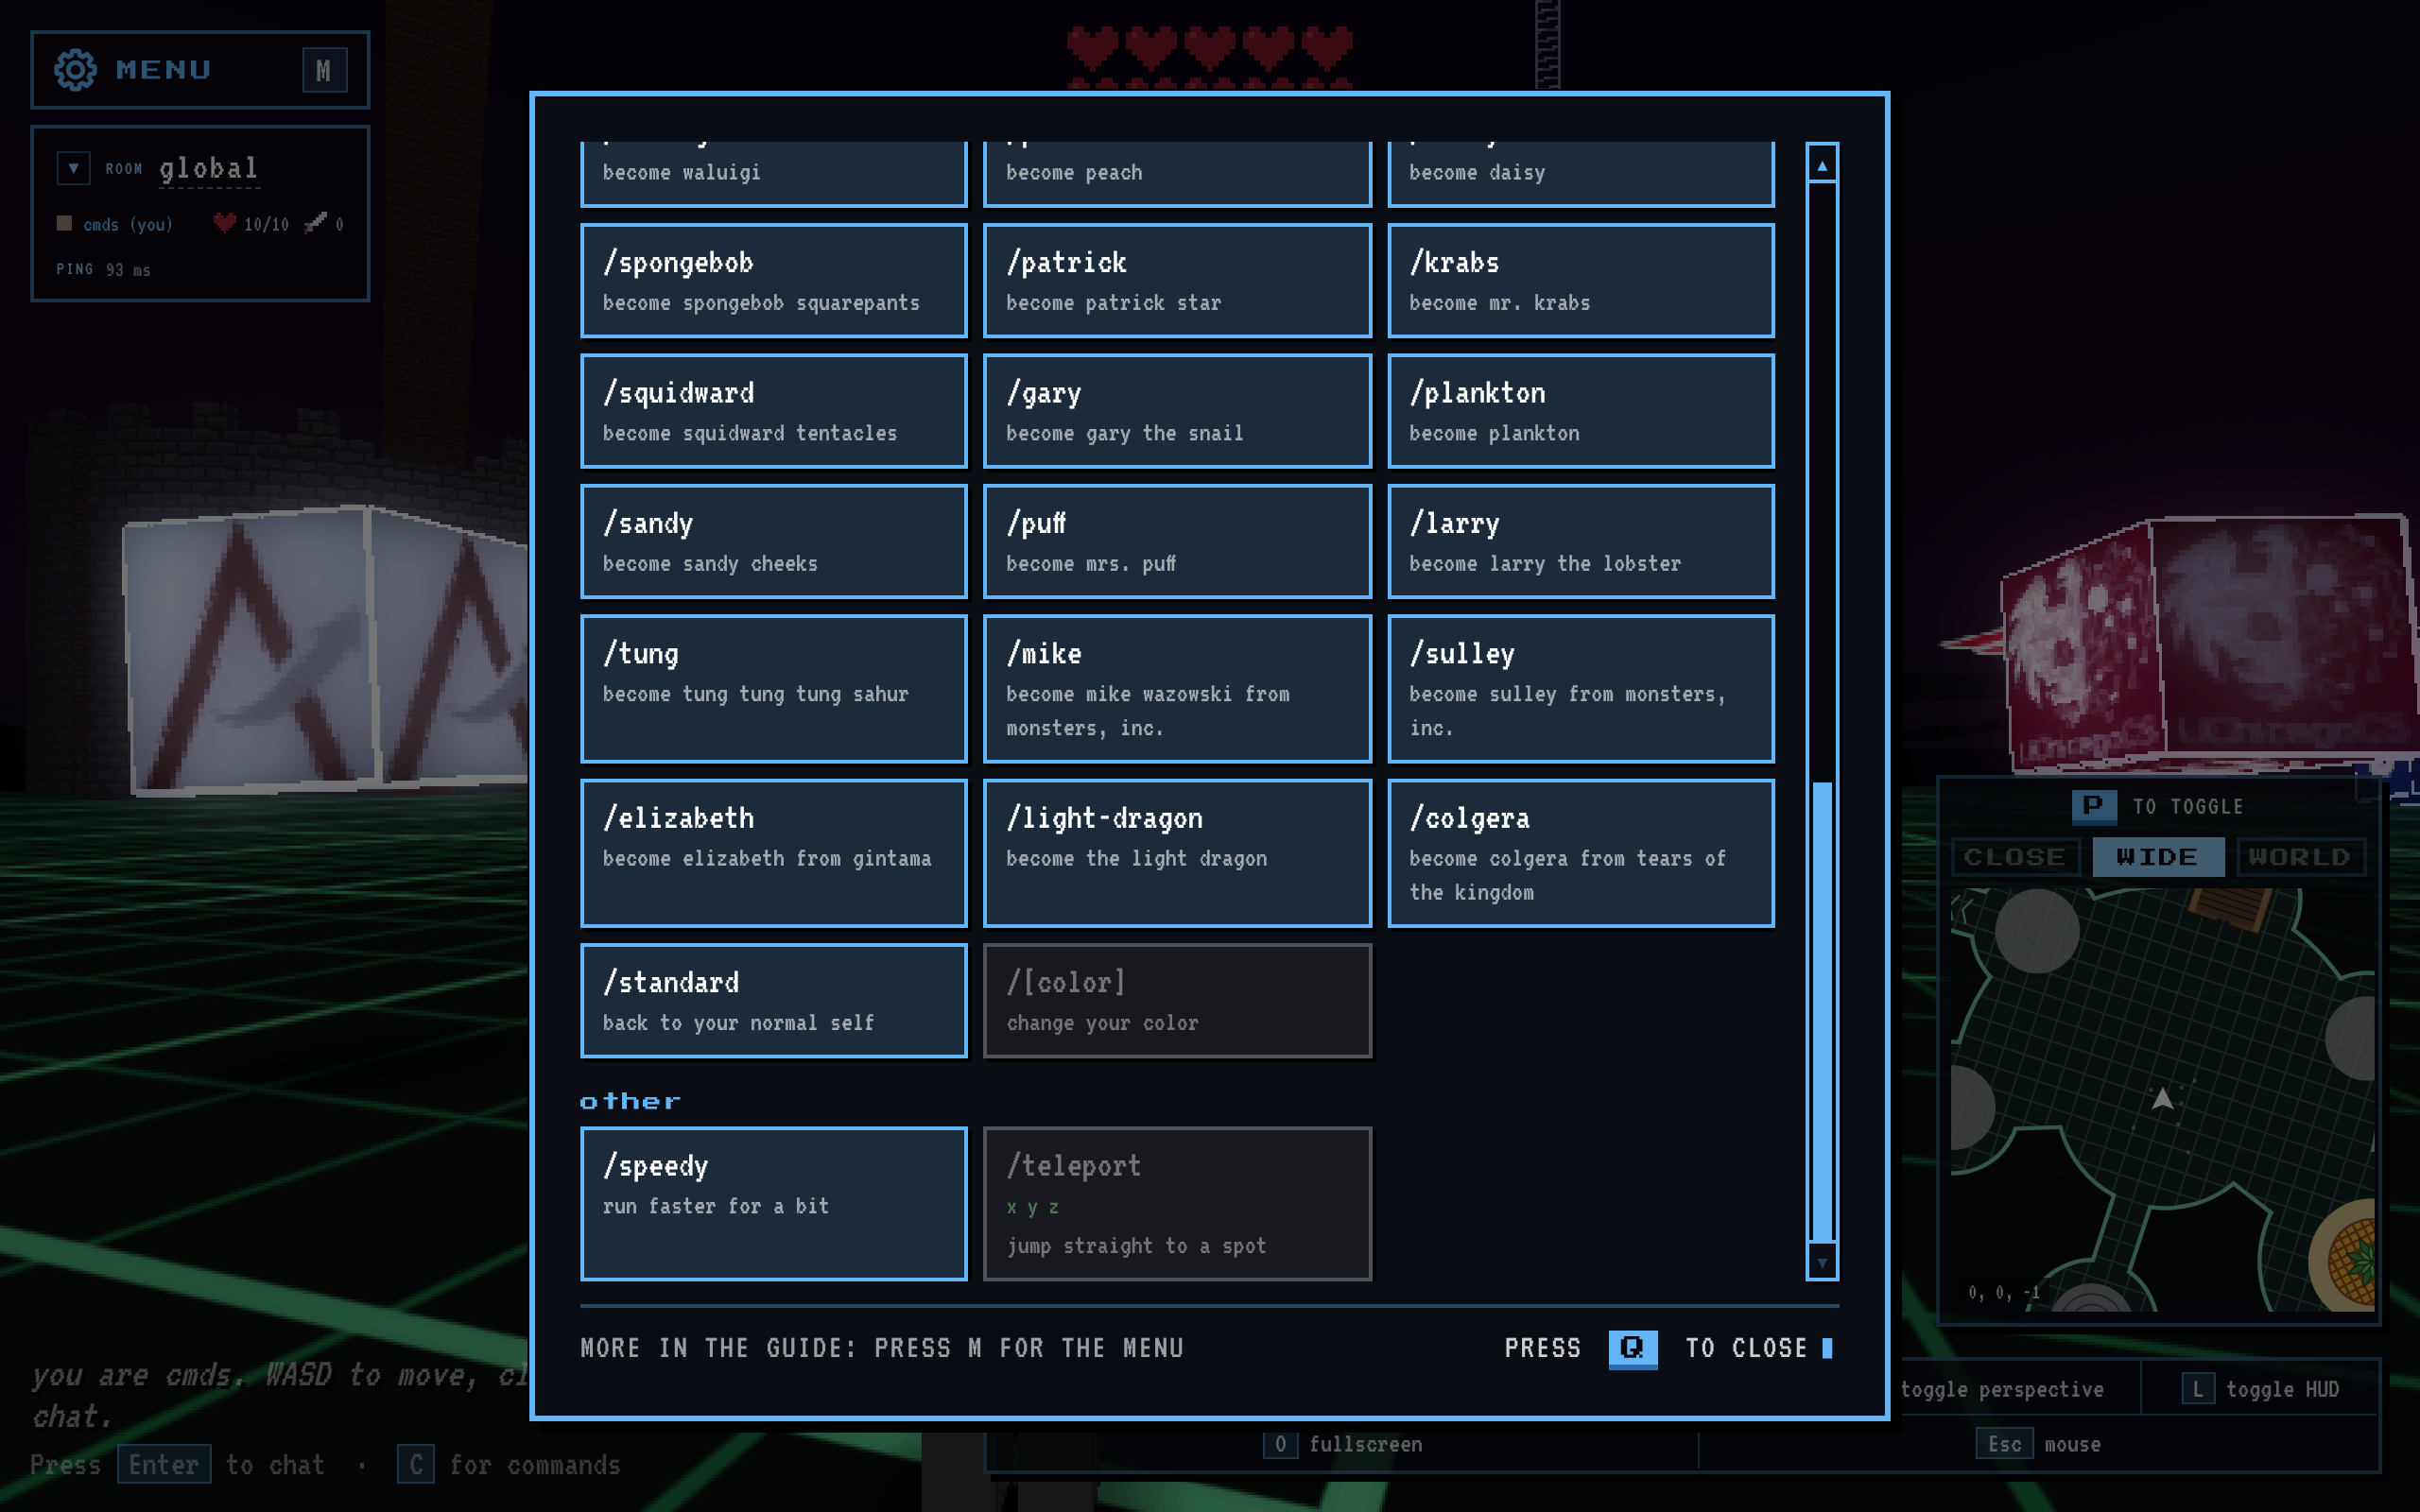 MENU M
▼ ROOM global
cmds (you) 10/10 0
PING 93 ms
become waluigi
become peach
become daisy
/spongebob
become spongebob squarepants
/patrick
become patrick star
/krabs
become mr. krabs
/squidward
become squidward tentacles
/gary
become gary the snail
/plankton
become plankton
/sandy
become sandy cheeks
/puff
become mrs. puff
/larry
become larry the lobster
/tung
become tung tung tung sahur
/mike
become mike wazowski from
monsters, inc.
/sulley
become sulley from monsters,
inc.
/elizabeth
become elizabeth from gintama
/light-dragon
become the light dragon
/colgera
become colgera from tears of
the kingdom
/standard
back to your normal self
/[color]
change your color
other
/speedy
run faster for a bit
/teleport
x y z
jump straight to a spot
MORE IN THE GUIDE: PRESS M FOR THE MENU
PRESS Q TO CLOSE
P TO TOGGLE
CLOSE WIDE WORLD
0, 0, -1
you are cmds. WASD to move, cl
chat.
Press Enter to chat · C for commands
toggle perspective
L toggle HUD
O fullscreen
Esc mouse